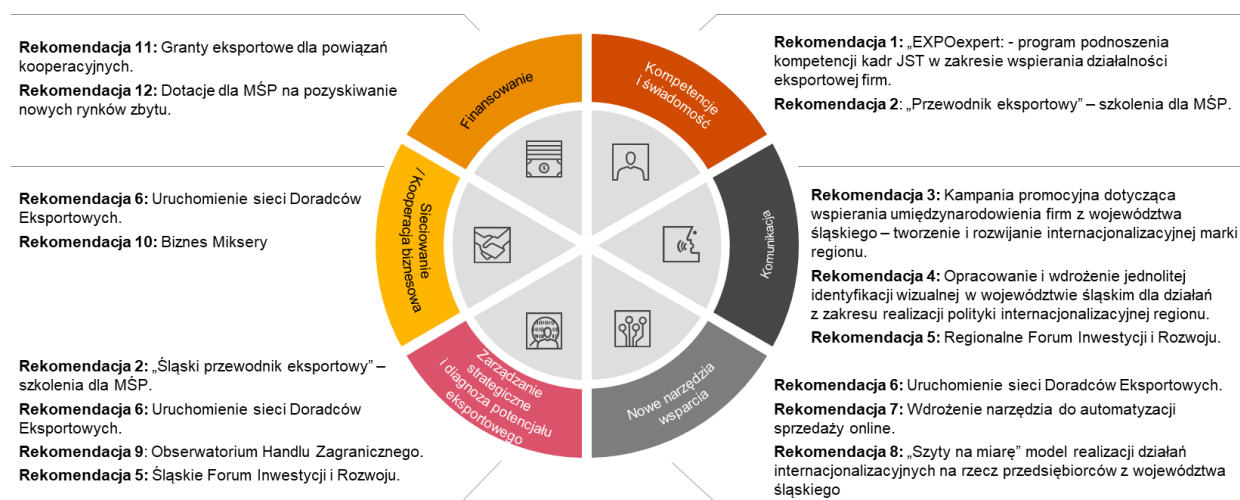 Rekomendacja 11: Granty eksportowe dla powiązań
kooperacyjnych.
Rekomendacja 12: Dotacje dla MŚP na pozyskiwanie
nowych rynków zbytu.
Rekomendacja 6: Uruchomienie sieci Doradców
Eksportowych.
Rekomendacja 10: Biznes Miksery
Rekomendacja 2: „Śląski przewodnik eksportowy” –
szkolenia dla MŚP.
Rekomendacja 6: Uruchomienie sieci Doradców
Eksportowych.
Rekomendacja 9: Obserwatorium Handlu Zagranicznego.
Rekomendacja 5: Śląskie Forum Inwestycji i Rozwoju.
Finansowanie
Kompetencje
i świadomość
Sieciowanie
/ Kooperacja biznesowa
Komunikacja
Zarządzanie
strategiczne
i diagnoza potencjału
eksportowego
Nowe narzędzia
wsparcia
Rekomendacja 1: „EXPOexpert: - program podnoszenia
kompetencji kadr JST w zakresie wspierania działalności
eksportowej firm.
Rekomendacja 2: „Przewodnik eksportowy” – szkolenia dla MŚP.
Rekomendacja 3: Kampania promocyjna dotycząca
wspierania umiędzynarodowienia firm z województwa
śląskiego – tworzenie i rozwijanie internacjonalizacyjnej marki
regionu.
Rekomendacja 4: Opracowanie i wdrożenie jednolitej
identyfikacji wizualnej w województwie śląskim dla działań
z zakresu realizacji polityki internacjonalizacyjnej regionu.
Rekomendacja 5: Regionalne Forum Inwestycji i Rozwoju.
Rekomendacja 6: Uruchomienie sieci Doradców Eksportowych.
Rekomendacja 7: Wdrożenie narzędzia do automatyzacji
sprzedaży online.
Rekomendacja 8: „Szyty na miarę” model realizacji działań
internacjonalizacyjnych na rzecz przedsiębiorców z województwa
śląskiego